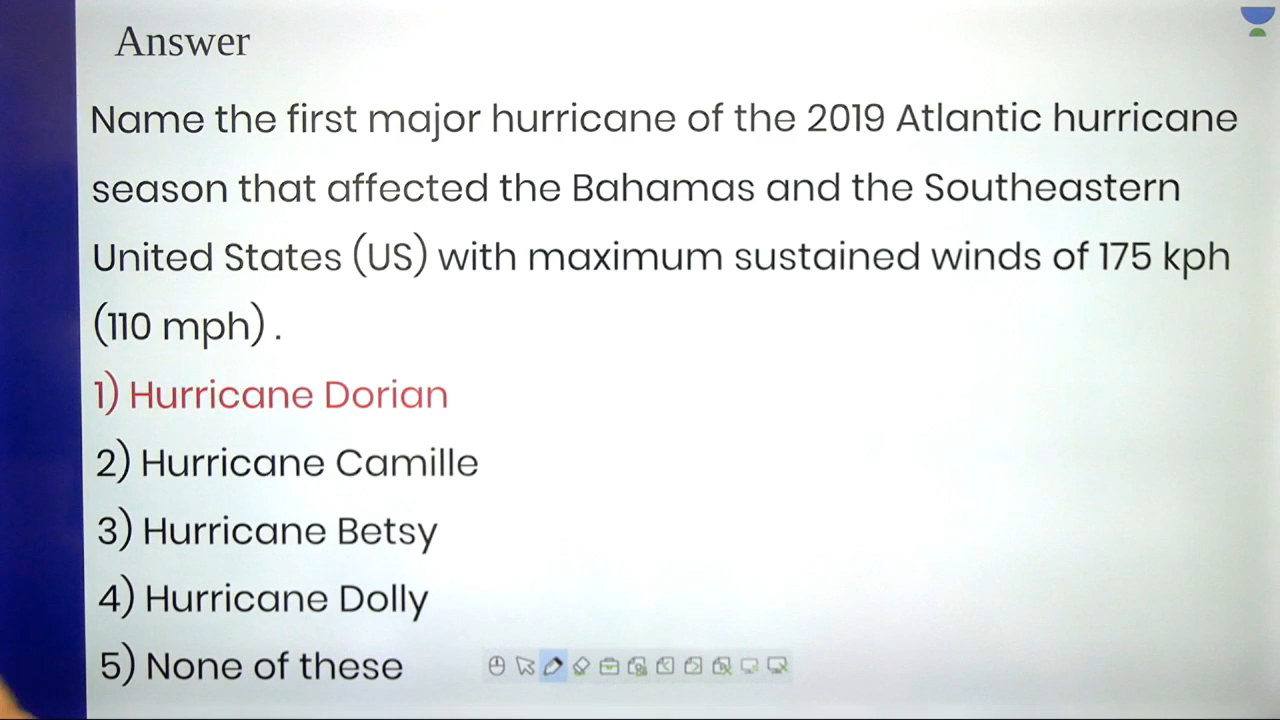 Answer
Name the first major hurricane of the 2019 Atlantic hurricane
season that affected the Bahamas and the Southeastern
United States (US) with maximum sustained winds of 175 kph
(110 mph) .
1) Hurricane Dorian
2) Hurricane Camille
3) Hurricane Betsy
4) Hurricane Dolly
5) None of these